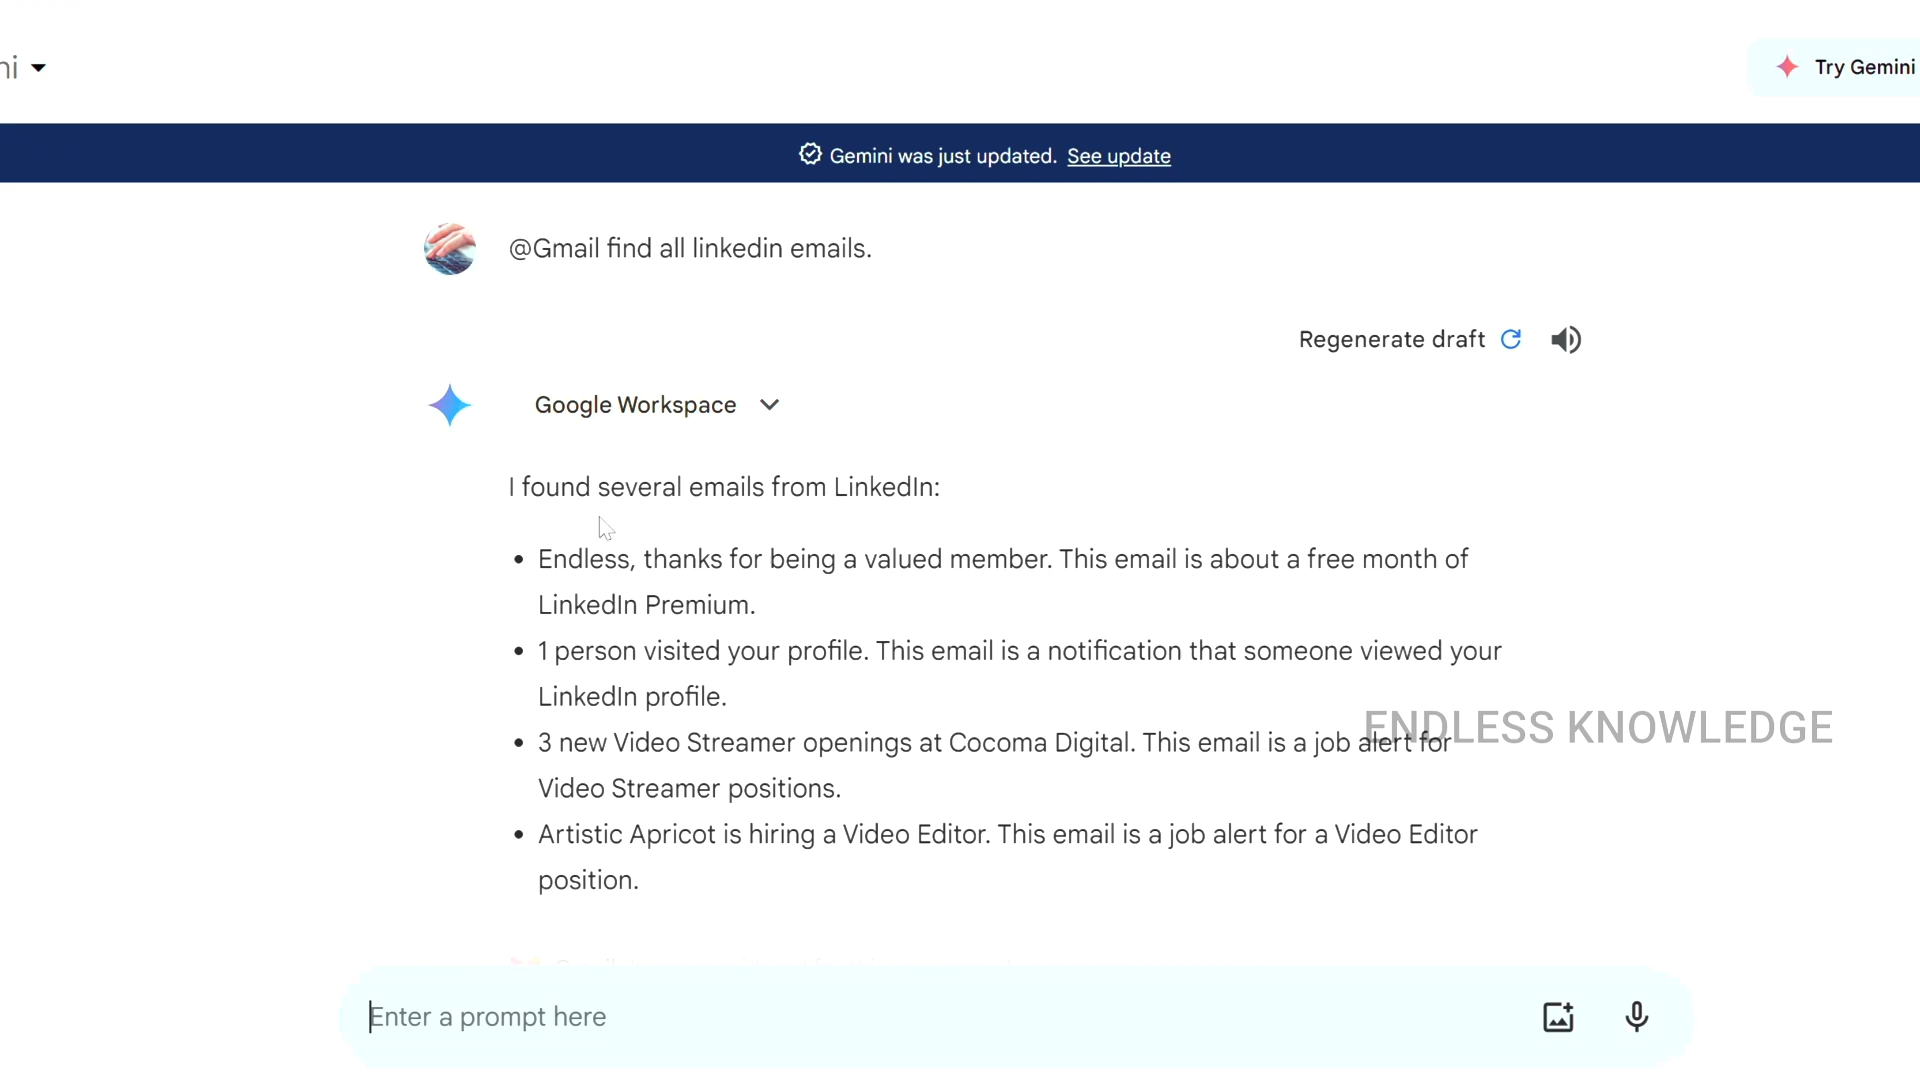 ni
Try Gemini
Gemini was just updated. See update
@Gmail find all linkedin emails.
Regenerate draft
Google Workspace
I found several emails from LinkedIn:
• Endless, thanks for being a valued member. This email is about a free month of
LinkedIn Premium.
• 1 person visited your profile. This email is a notification that someone viewed your
LinkedIn profile.
ENDLESS KNOWLEDGE
• 3 new Video Streamer openings at Cocoma Digital. This email is a job alert for
Video Streamer positions.
• Artistic Apricot is hiring a Video Editor. This email is a job alert for a Video Editor
position.
Enter a prompt here